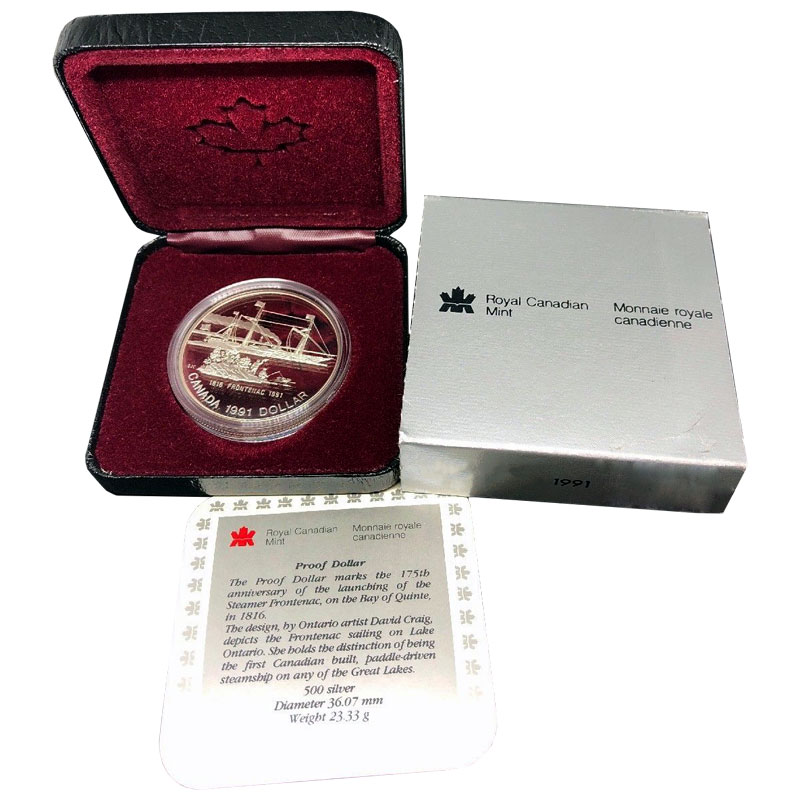 1816 FRONTENAC 1991
CANADA 1991 DOLLAR
Royal Canadian
Mint
Monnaie royale
canadienne
1991
Royal Canadian
Mint
Monnaie royale
canadienne
Proof Dollar
The Proof Dollar marks the 175th
anniversary of the launching of the
Steamer Frontenac, on the Bay of Quinte,
in 1816.
The design, by Ontario artist David Craig,
depicts the Frontenac sailing on Lake
Ontario. She holds the distinction of being
the first Canadian built, paddle-driven
steamship on any of the Great Lakes.
500 silver
Diameter 36.07 mm
Weight 23.33 g